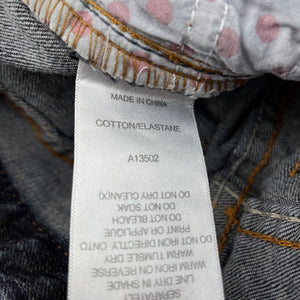 MADE IN CHINA
COTTON/ELASTANE
A13502
SEPARATELY
LINE DRY IN SHADE
WARM IRON ON REVERSE
DO NOT IRON DIRECTLY ONTO
PRINT OR APPLIQUE
WARM TUMBLE DRY
DO NOT BLEACH
DO NOT SOAK
DO NOT DRY CLEAN(X)